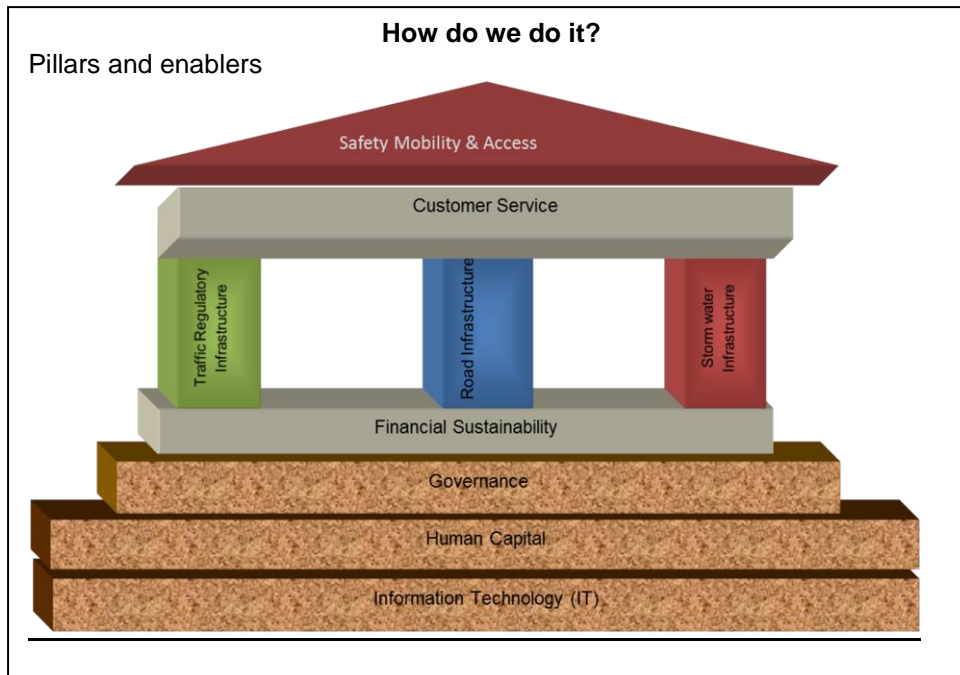 How do we do it?
Pillars and enablers
Safety Mobility & Access
Customer Service
Traffic Regulatory
Infrastructure
Road Infrastructure
Storm water
Infrastructure
Financial Sustainability
Governance
Human Capital
Information Technology (IT)